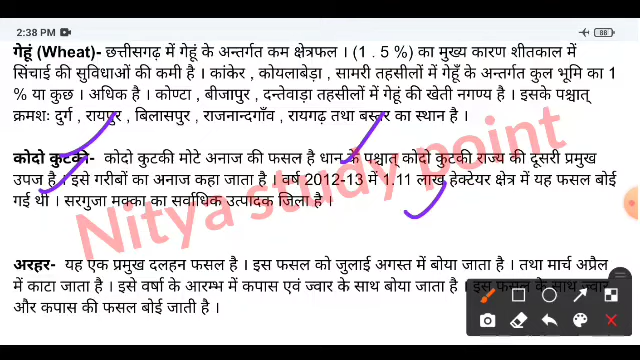 2:38 PM
88
गेहूं (Wheat)- छत्तीसगढ़ में गेहूं के अन्तर्गत कम क्षेत्रफल । (1 . 5 %) का मुख्य कारण शीतकाल में
सिंचाई की सुविधाओं की कमी है । कांकेर , कोयलाबेड़ा , सामरी तहसीलों में गेहूँ के अन्तर्गत कुल भूमि का 1
% या कुछ । अधिक है । कोण्टा , बीजापुर , दन्तेवाड़ा तहसीलों में गेहूं की खेती नगण्य है । इसके पश्चात्
क्रमशः दुर्ग , रायपुर , बिलासपुर , राजनान्दगाँव , रायगढ़ तथा बस्तर का स्थान है ।
कोदो कुटकी- कोदो कुटकी मोटे अनाज की फसल है धान के पश्चात् कोदो कुटकी राज्य की दूसरी प्रमुख
उपज है । इसे गरीबों का अनाज कहा जाता है । वर्ष 2012-13 में 1.11 लाख हेक्टेयर क्षेत्र में यह फसल बोई
गई थी । सरगुजा मक्का का सर्वाधिक उत्पादक जिला है ।
Nitya study point
अरहर- यह एक प्रमुख दलहन फसल है । इस फसल को जुलाई अगस्त में बोया जाता है । तथा मार्च अप्रैल
में काटा जाता है । इसे वर्षा के आरम्भ में कपास एवं ज्वार के साथ बोया जाता है । इस फसल के साथ ज्वार
और कपास की फसल बोई जाती है ।